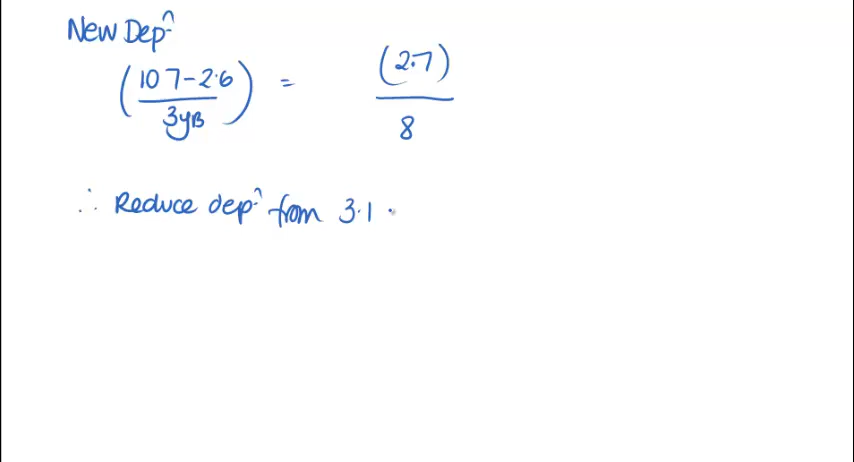 New Depⁿ
(10 7-2.6 / 3yrs) = (2.7) / 8
∴ Reduce depⁿ from 3.1 .